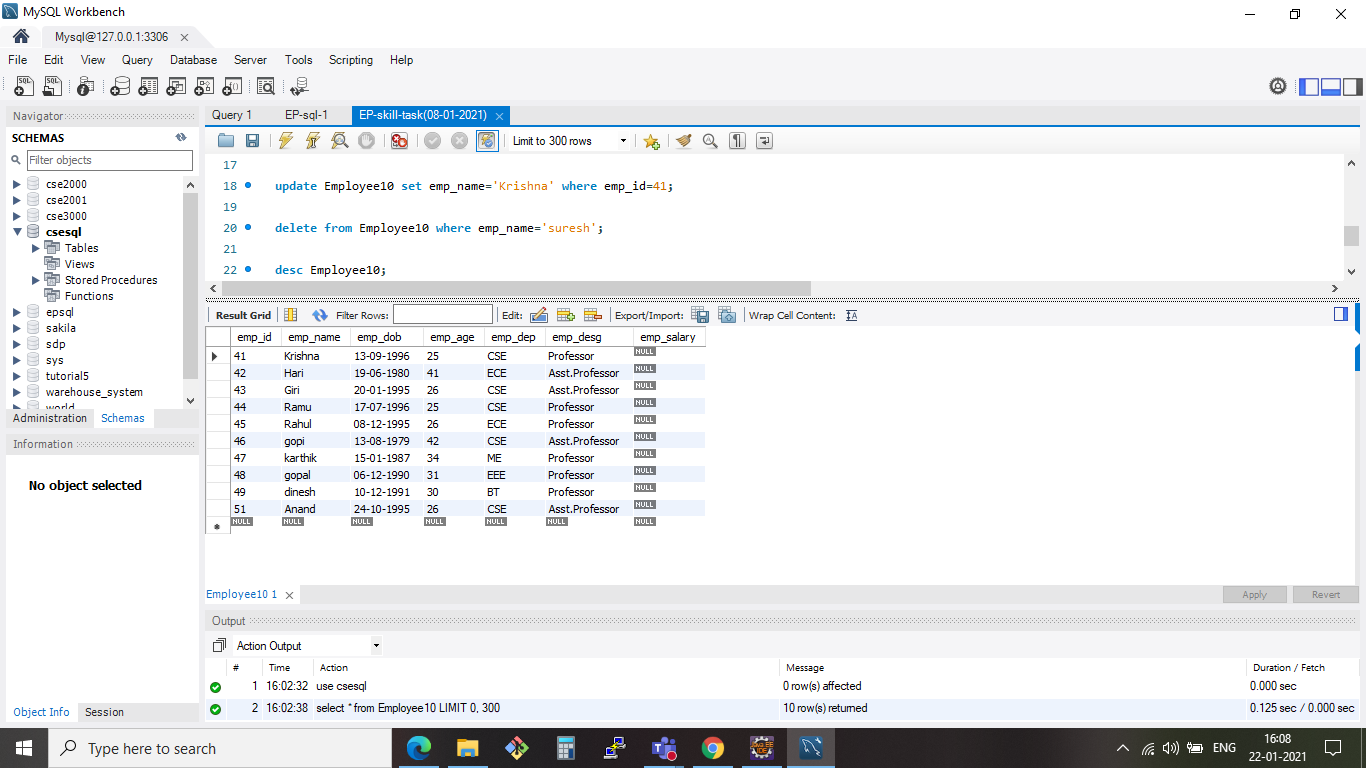 MySQL Workbench
Mysql@127.0.0.1:3306
File Edit View Query Database Server Tools Scripting Help
Navigator
SCHEMAS
Filter objects
cse2000
cse2001
cse3000
csesql
Tables
Views
Stored Procedures
Functions
epsql
sakila
sdp
sys
tutorial5
warehouse_system
world
Administration Schemas
Information
No object selected
Object Info Session
Query 1 EP-sql-1 EP-skill-task(08-01-2021)
Limit to 300 rows
17
18 update Employee10 set emp_name='Krishna' where emp_id=41;
19
20 delete from Employee10 where emp_name='suresh';
21
22 desc Employee10;
Result Grid Filter Rows: Edit: Export/Import: Wrap Cell Content:
emp_id emp_name emp_dob emp_age emp_dep emp_desg emp_salary
41 Krishna 13-09-1996 25 CSE Professor NULL
42 Hari 19-06-1980 41 ECE Asst.Professor NULL
43 Giri 20-01-1995 26 CSE Asst.Professor NULL
44 Ramu 17-07-1996 25 CSE Professor NULL
45 Rahul 08-12-1995 26 ECE Professor NULL
46 gopi 13-08-1979 42 CSE Asst.Professor NULL
47 karthik 15-01-1987 34 ME Professor NULL
48 gopal 06-12-1990 31 EEE Professor NULL
49 dinesh 10-12-1991 30 BT Professor NULL
51 Anand 24-10-1995 26 CSE Asst.Professor NULL
NULL NULL NULL NULL NULL NULL NULL
Employee10 1 Apply Revert
Output
Action Output
# Time Action Message Duration / Fetch
1 16:02:32 use csesql 0 row(s) affected 0.000 sec
2 16:02:38 select * from Employee10 LIMIT 0, 300 10 row(s) returned 0.125 sec / 0.000 sec
Type here to search
ENG
16:08
22-01-2021